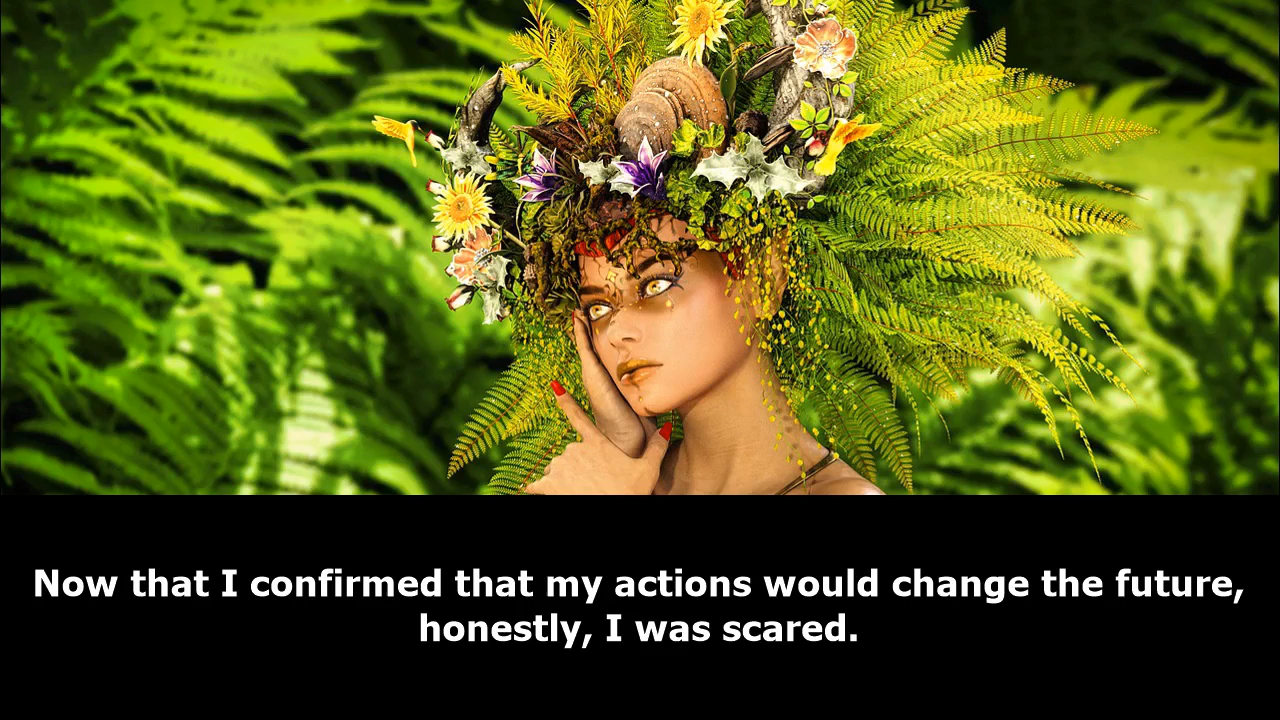 Now that I confirmed that my actions would change the future,
honestly, I was scared.